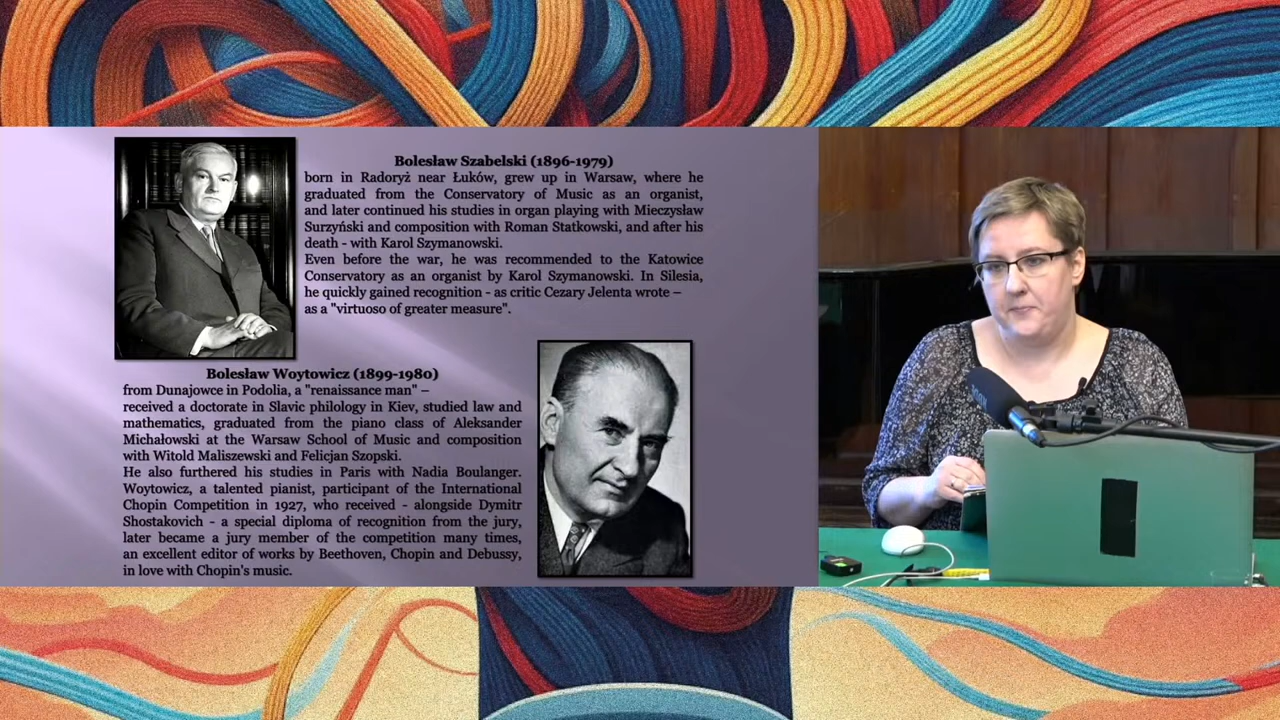 Bolesław Szabelski (1896-1979)
born in Radoryż near Łuków, grew up in Warsaw, where he
graduated from the Conservatory of Music as an organist,
and later continued his studies in organ playing with Mieczysław
Surzyński and composition with Roman Statkowski, and after his
death - with Karol Szymanowski.
Even before the war, he was recommended to the Katowice
Conservatory as an organist by Karol Szymanowski. In Silesia,
he quickly gained recognition - as critic Cezary Jelenta wrote –
as a "virtuoso of greater measure".
Bolesław Woytowicz (1899-1980)
from Dunajowce in Podolia, a "renaissance man" –
received a doctorate in Slavic philology in Kiev, studied law and
mathematics, graduated from the piano class of Aleksander
Michałowski at the Warsaw School of Music and composition
with Witold Maliszewski and Felicjan Szopski.
He also furthered his studies in Paris with Nadia Boulanger.
Woytowicz, a talented pianist, participant of the International
Chopin Competition in 1927, who received - alongside Dymitr
Shostakovich - a special diploma of recognition from the jury,
later became a jury member of the competition many times,
an excellent editor of works by Beethoven, Chopin and Debussy,
in love with Chopin's music.